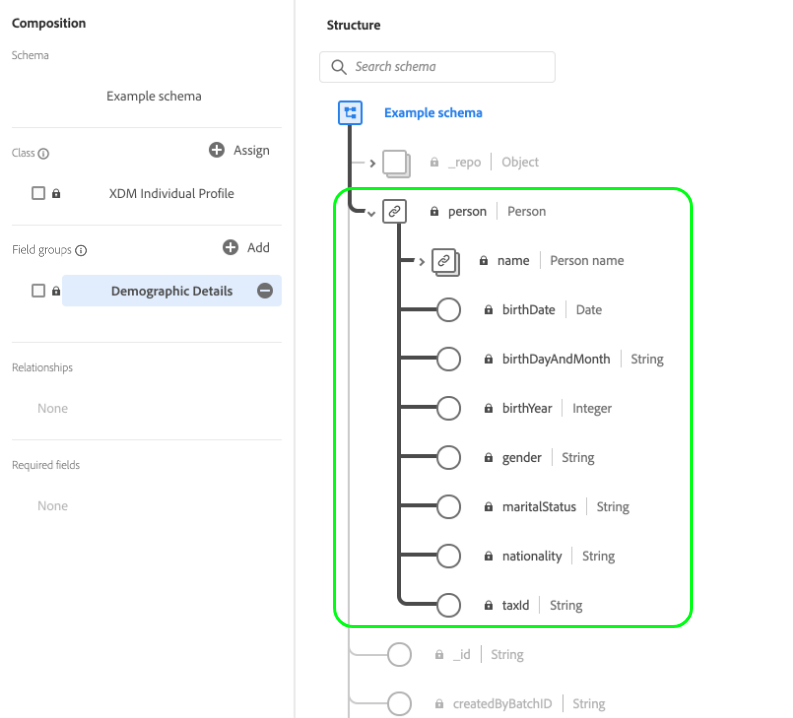 Composition
Schema
Example schema
Class
Assign
XDM Individual Profile
Field groups
Add
Demographic Details
Relationships
None
Required fields
None
Structure
Search schema
Example schema
_repo Object
person Person
name Person name
birthDate Date
birthDayAndMonth String
birthYear Integer
gender String
maritalStatus String
nationality String
taxId String
_id String
createdByBatchID String